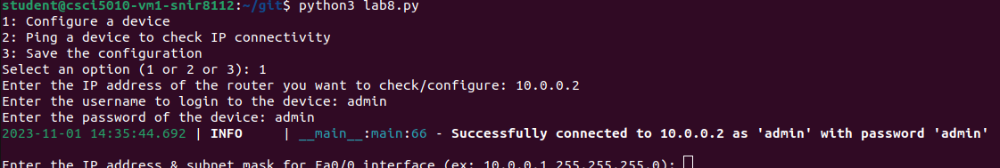 student@csci5010-vm1-snir8112:~/git$ python3 lab8.py
1: Configure a device
2: Ping a device to check IP connectivity
3: Save the configuration
Select an option (1 or 2 or 3): 1
Enter the IP address of the router you want to check/configure: 10.0.0.2
Enter the username to login to the device: admin
Enter the password of the device: admin
2023-11-01 14:35:44.692 | INFO     | __main__:main:66 - Successfully connected to 10.0.0.2 as 'admin' with password 'admin'
Enter the IP address & subnet mask for Fa0/0 interface (ex: 10.0.0.1 255.255.255.0):